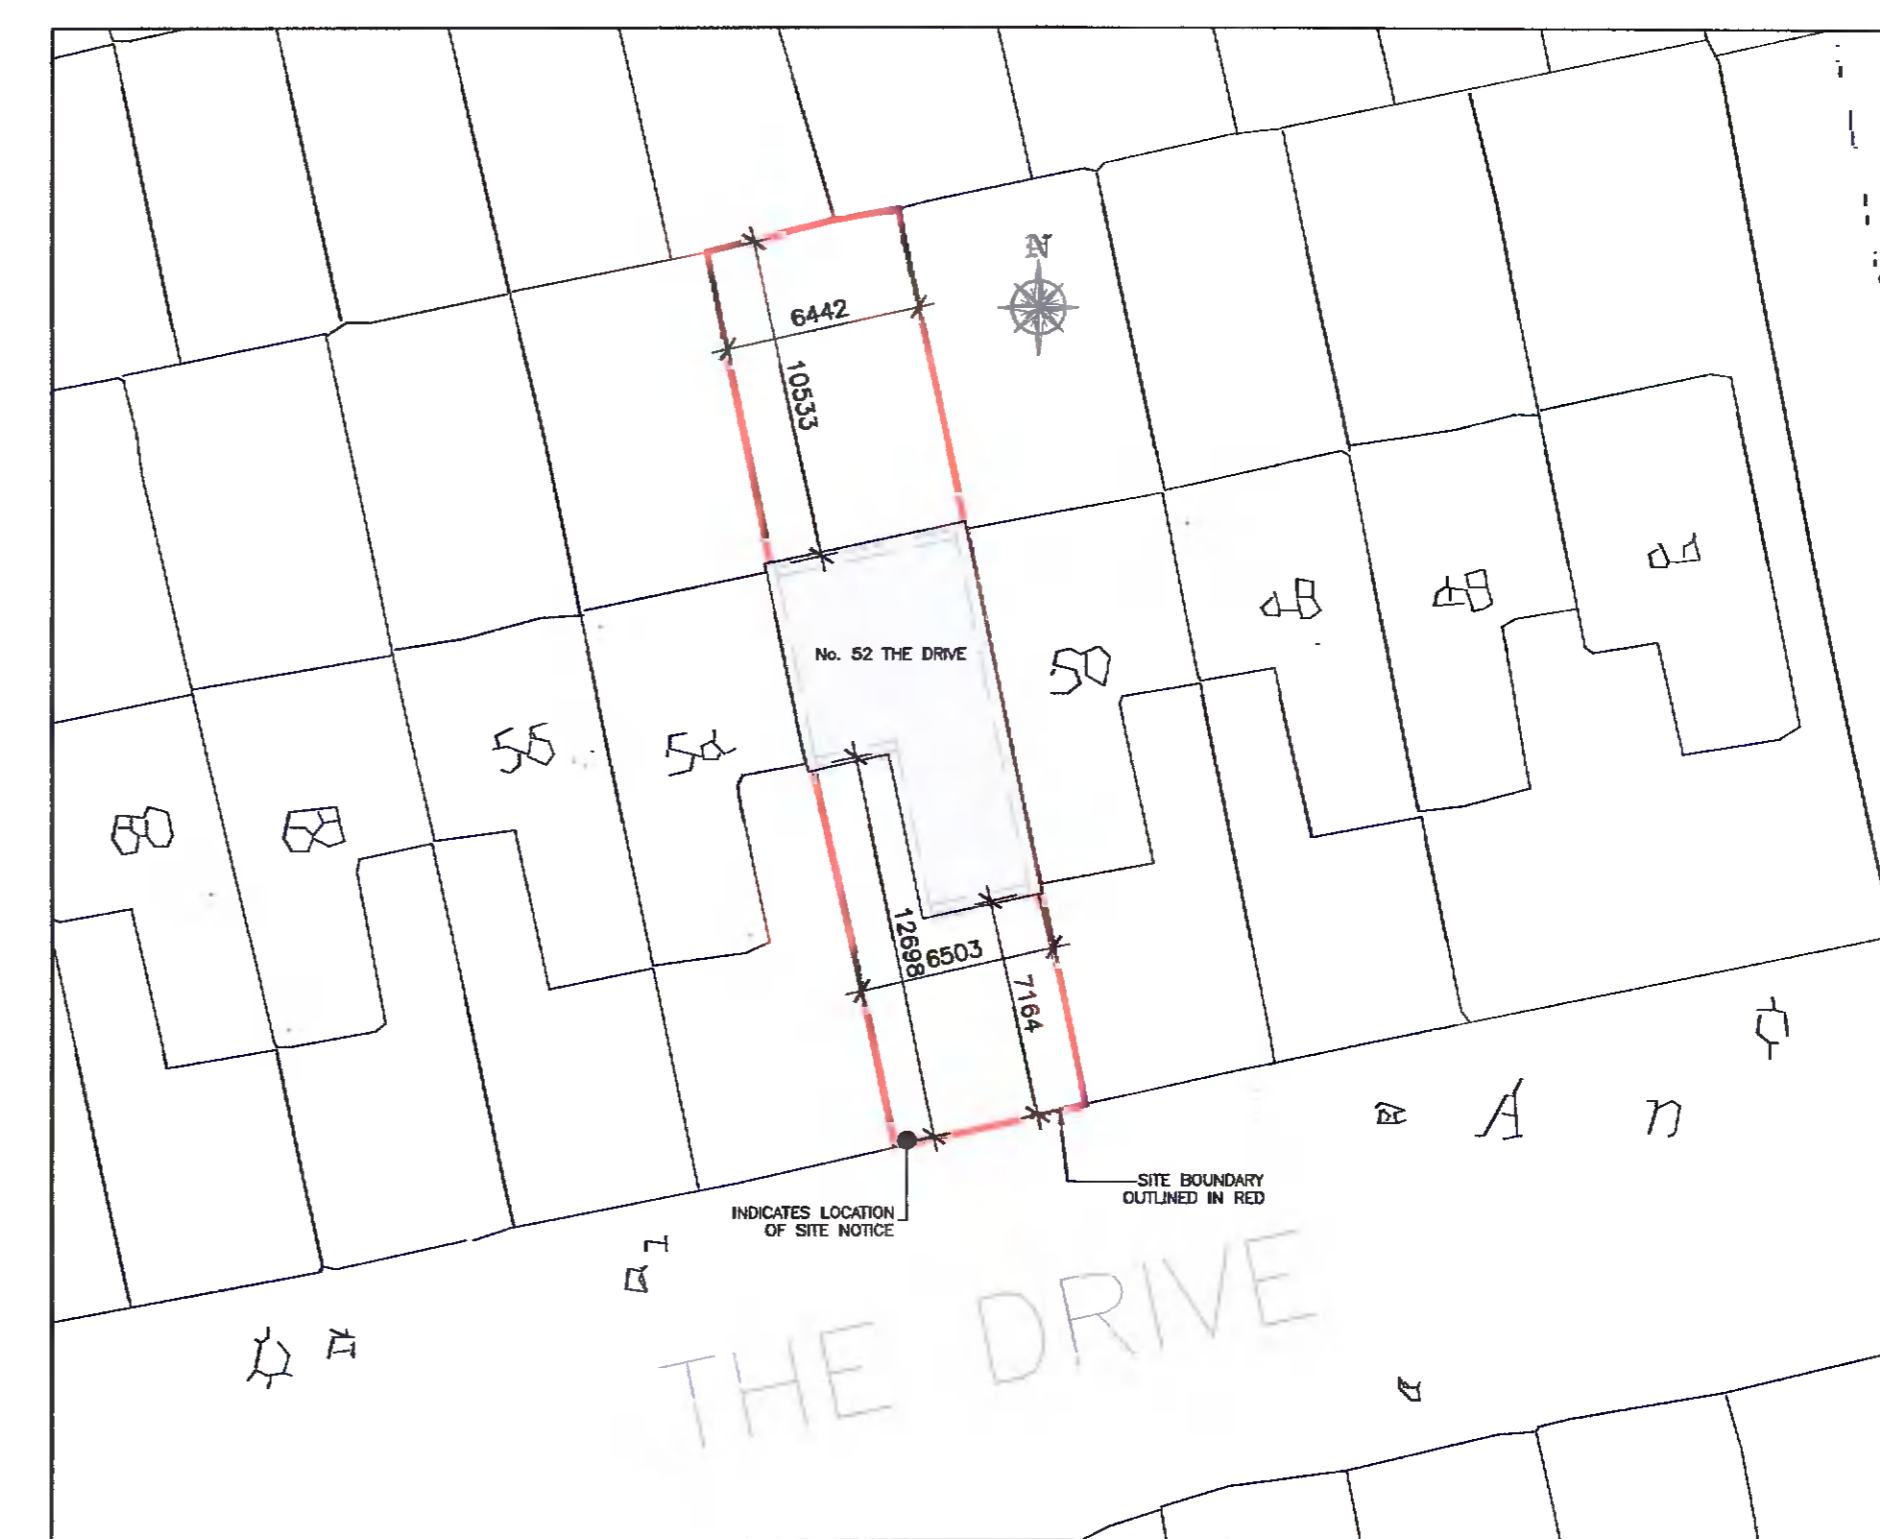 N
6442
10533
No. 52 THE DRIVE
50
48
46
44
54
56
58
60
12698
6503
7164
SITE BOUNDARY
OUTLINED IN RED
INDICATES LOCATION
OF SITE NOTICE
A n
THE DRIVE